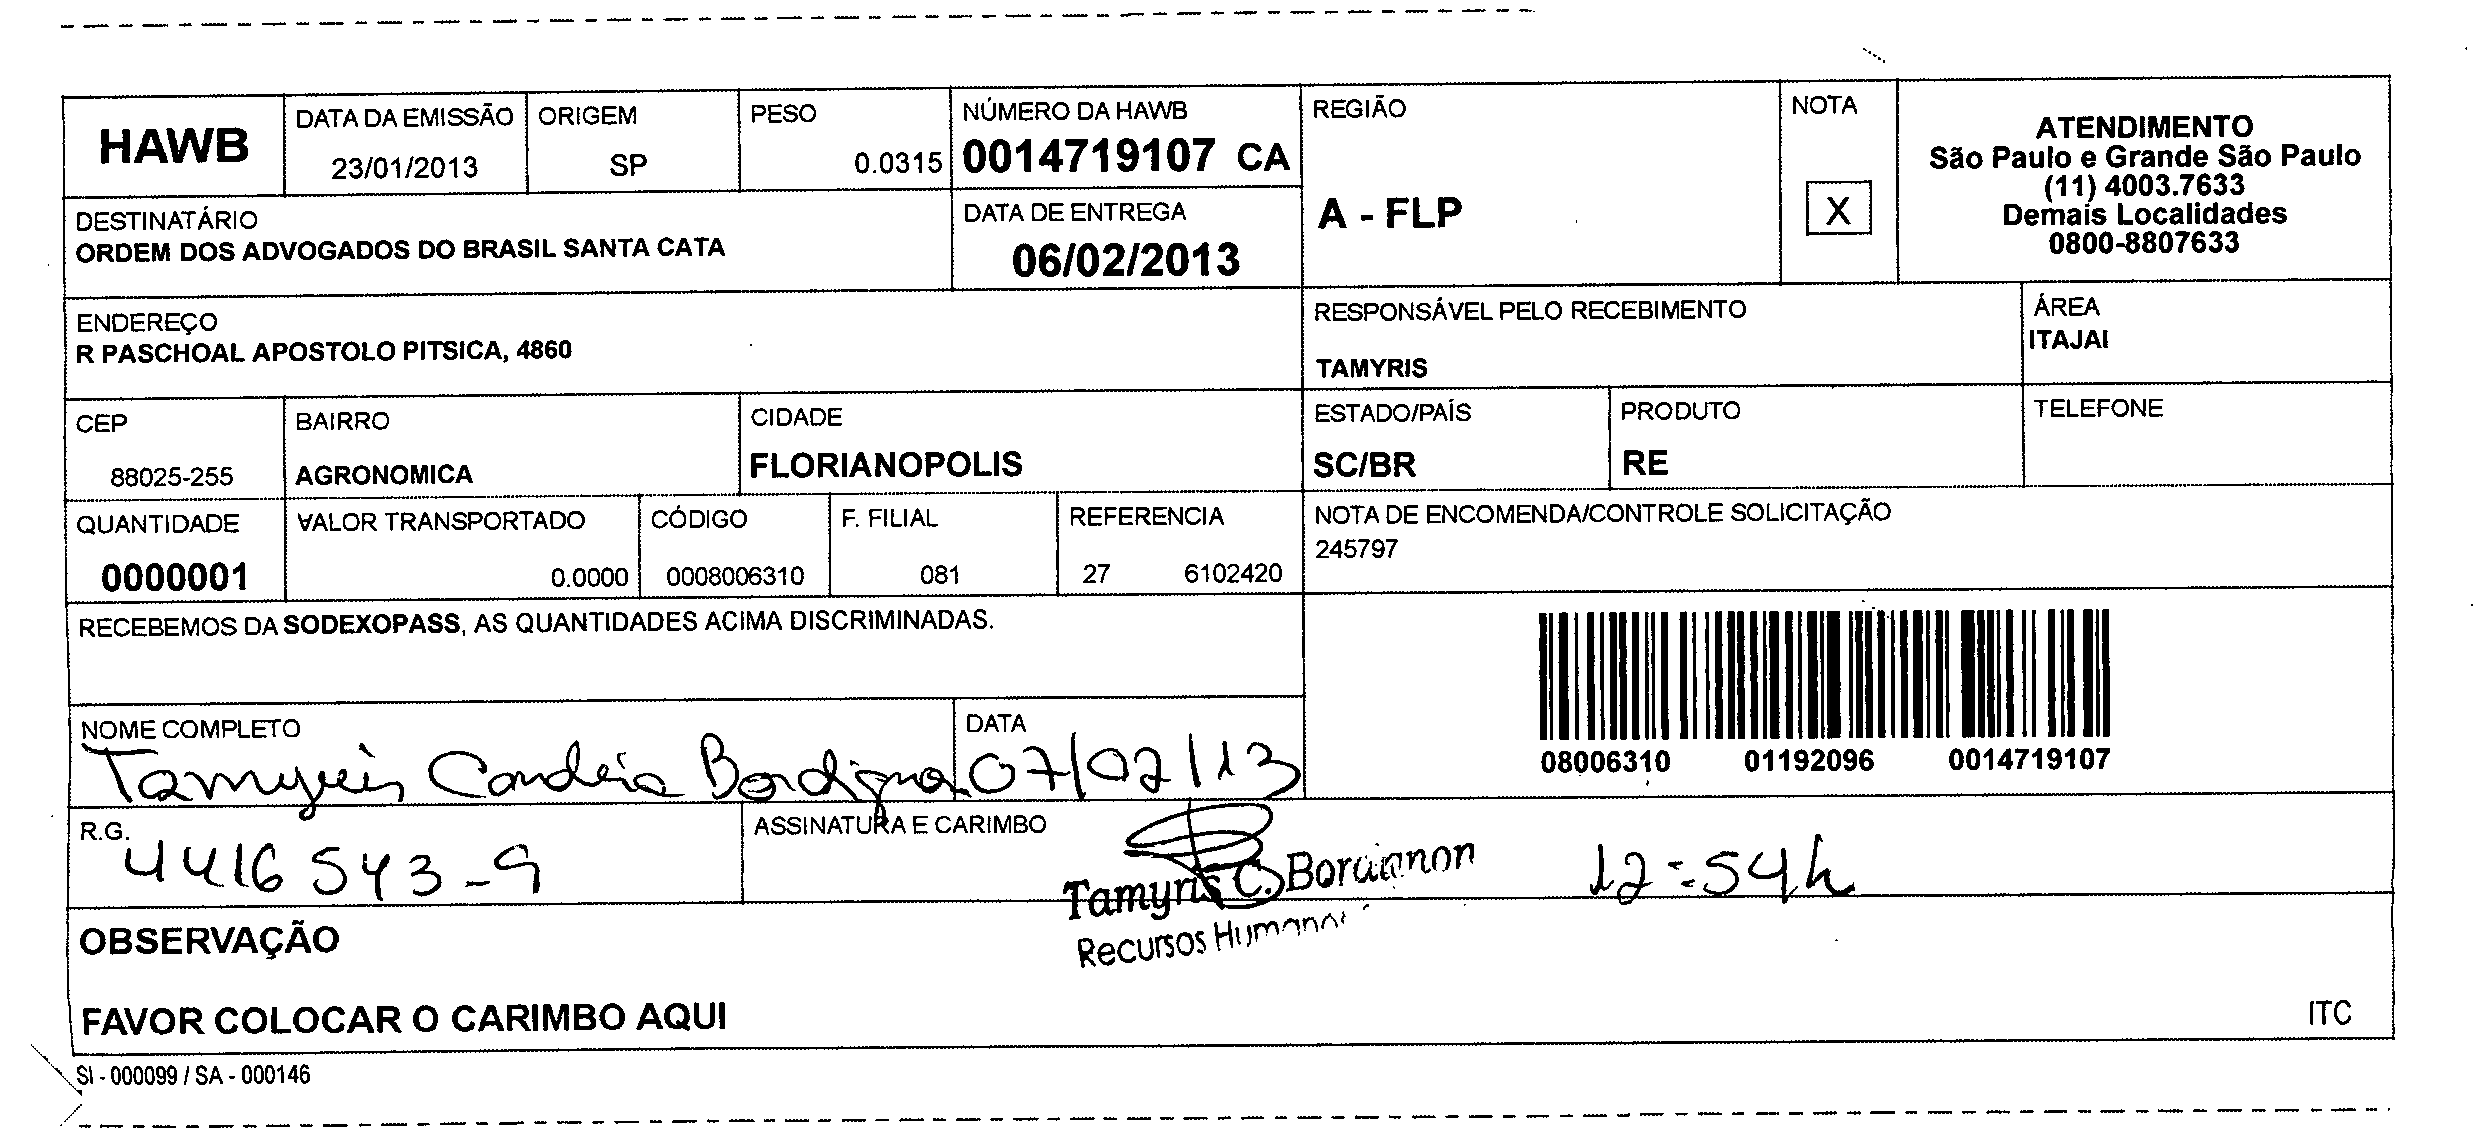 HAWB
DATA DA EMISSÃO
23/01/2013
ORIGEM
SP
PESO
0.0315
NÚMERO DA HAWB
0014719107 CA
REGIÃO
A - FLP
NOTA
X
ATENDIMENTO
São Paulo e Grande São Paulo
(11) 4003.7633
Demais Localidades
0800-8807633
DESTINATÁRIO
ORDEM DOS ADVOGADOS DO BRASIL SANTA CATA
DATA DE ENTREGA
06/02/2013
ENDEREÇO
R PASCHOAL APOSTOLO PITSICA, 4860
RESPONSÁVEL PELO RECEBIMENTO
TAMYRIS
ÁREA
ITAJAI
CEP
88025-255
BAIRRO
AGRONOMICA
CIDADE
FLORIANOPOLIS
ESTADO/PAÍS
SC/BR
PRODUTO
RE
TELEFONE
QUANTIDADE
0000001
VALOR TRANSPORTADO
0.0000
CÓDIGO
0008006310
F. FILIAL
081
REFERENCIA
27 6102420
NOTA DE ENCOMENDA/CONTROLE SOLICITAÇÃO
245797
RECEBEMOS DA SODEXOPASS, AS QUANTIDADES ACIMA DISCRIMINADAS.
08006310 01192096 0014719107
NOME COMPLETO
Tamyris Candeia Bordignon
DATA
07/02/13
R.G.
4416543-9
ASSINATURA E CARIMBO
Tamyris C. Bordignon
Recursos Humanos
12:54h
OBSERVAÇÃO
FAVOR COLOCAR O CARIMBO AQUI
ITC
SI - 000099 / SA - 000146